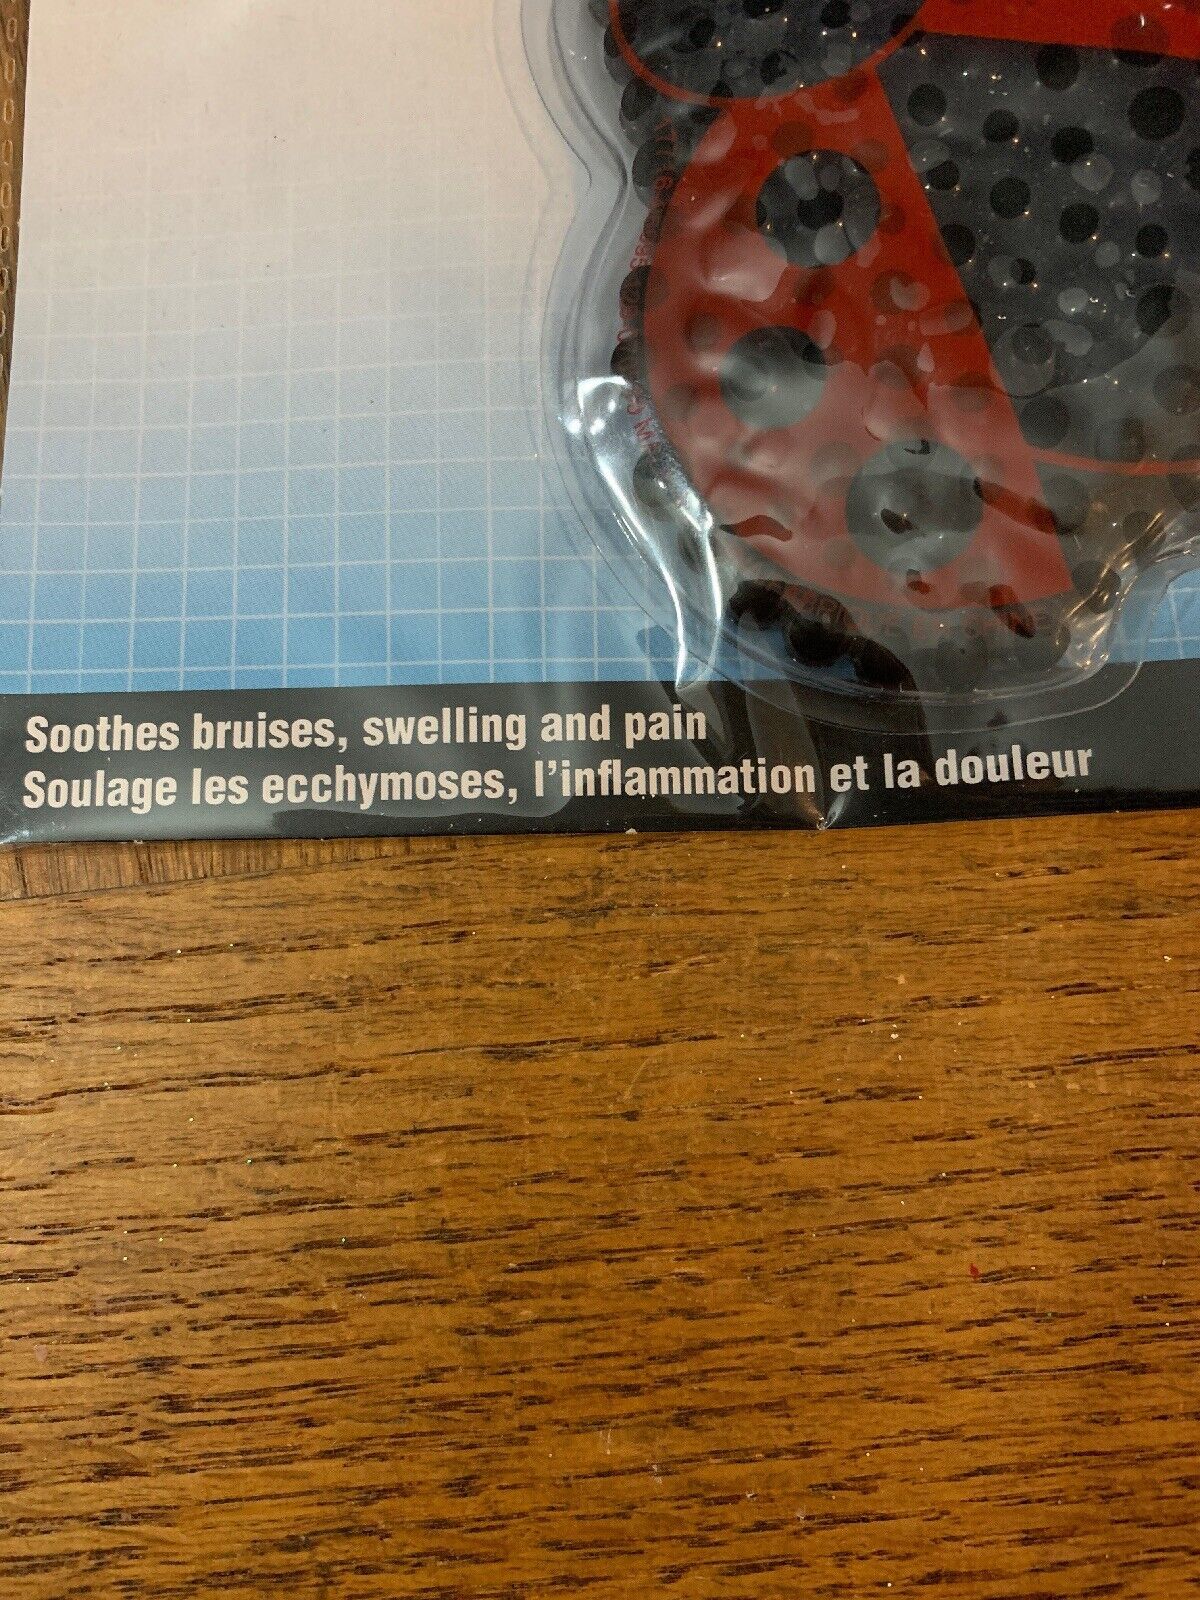 Soothes bruises, swelling and pain
Soulage les ecchymoses, l'inflammation et la douleur